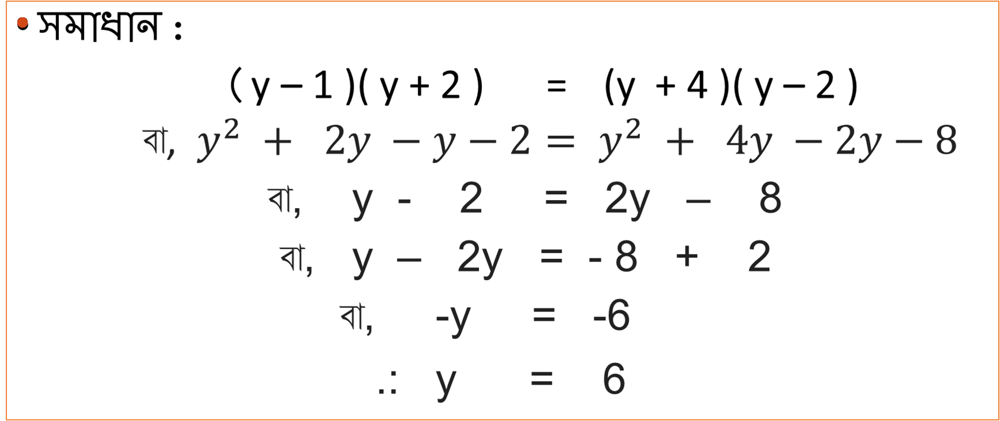 • সমাধান :
( y – 1 )( y + 2 ) = (y + 4 )( y – 2 )
বা, y² + 2y − y − 2 = y² + 4y − 2y − 8
বা, y - 2 = 2y – 8
বা, y – 2y = - 8 + 2
বা, -y = -6
.: y = 6